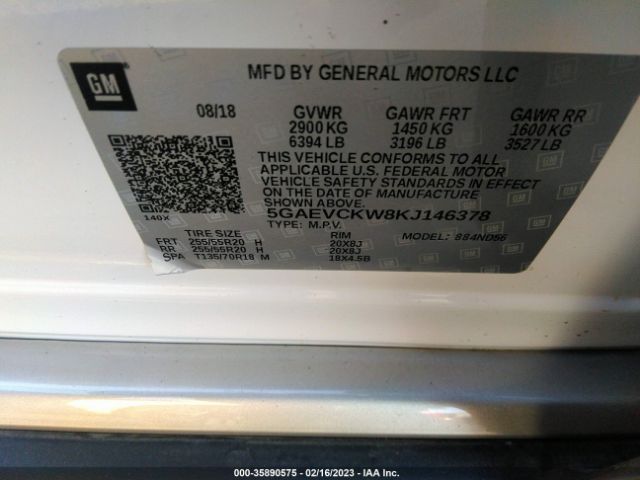 GM
MFD BY GENERAL MOTORS LLC
08/18 GVWR GAWR FRT GAWR RR
2900 KG 1450 KG 1600 KG
6394 LB 3196 LB 3527 LB
THIS VEHICLE CONFORMS TO ALL
APPLICABLE U.S. FEDERAL MOTOR
VEHICLE SAFETY STANDARDS IN EFFECT
ON THE DATE OF MANUFACTURE
SHOWN ABOVE.
140X 5GAEVCKW8KJ146378
TYPE: M.P.V. MODEL: 884ND56
TIRE SIZE RIM
FRT 255/55R20 H 20X8J
RR 255/55R20 H 20X8J
SPA T135/70R18 M 18X4.5B
000-35890575 - 02/16/2023 - IAA Inc.